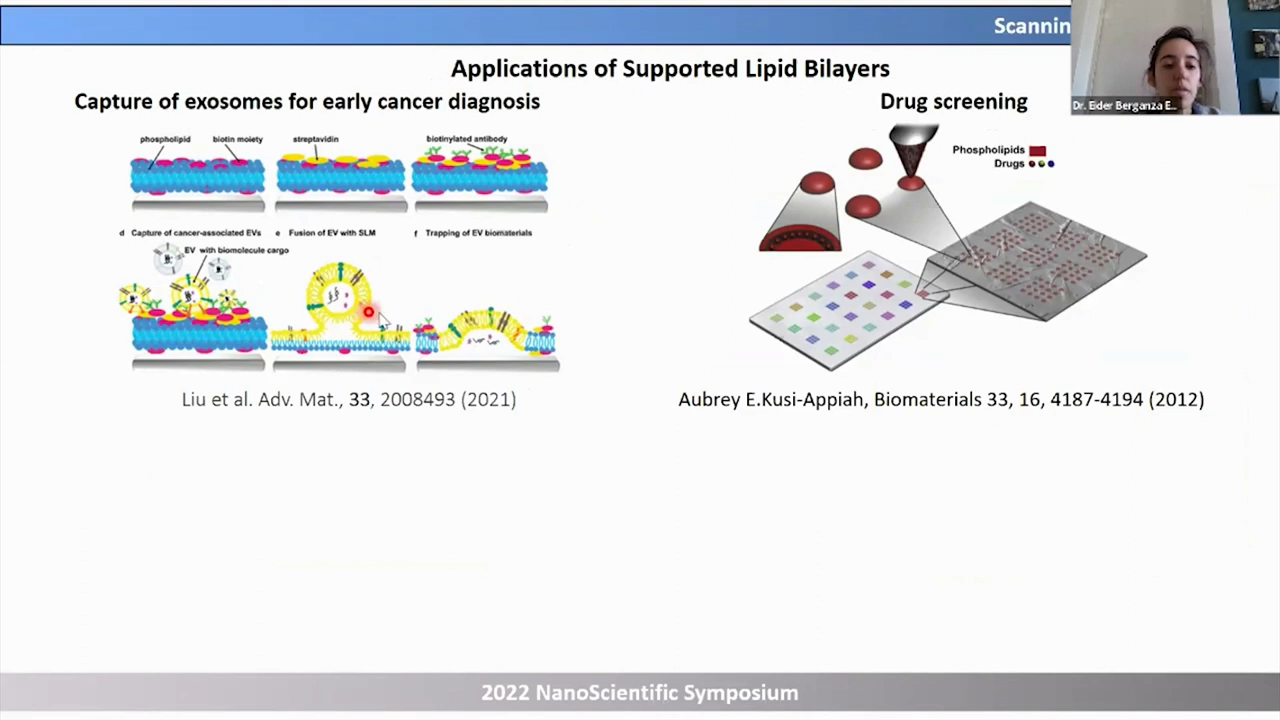 Scannin
Dr. Eider Berganza E...
Applications of Supported Lipid Bilayers
Capture of exosomes for early cancer diagnosis
phospholipid
biotin moiety
streptavidin
biotinylated antibody
d Capture of cancer-associated EVs
e Fusion of EV with SLM
f Trapping of EV biomaterials
EV with biomolecule cargo
Liu et al. Adv. Mat., 33, 2008493 (2021)
Drug screening
Phospholipids
Drugs
Aubrey E.Kusi-Appiah, Biomaterials 33, 16, 4187-4194 (2012)
2022 NanoScientific Symposium